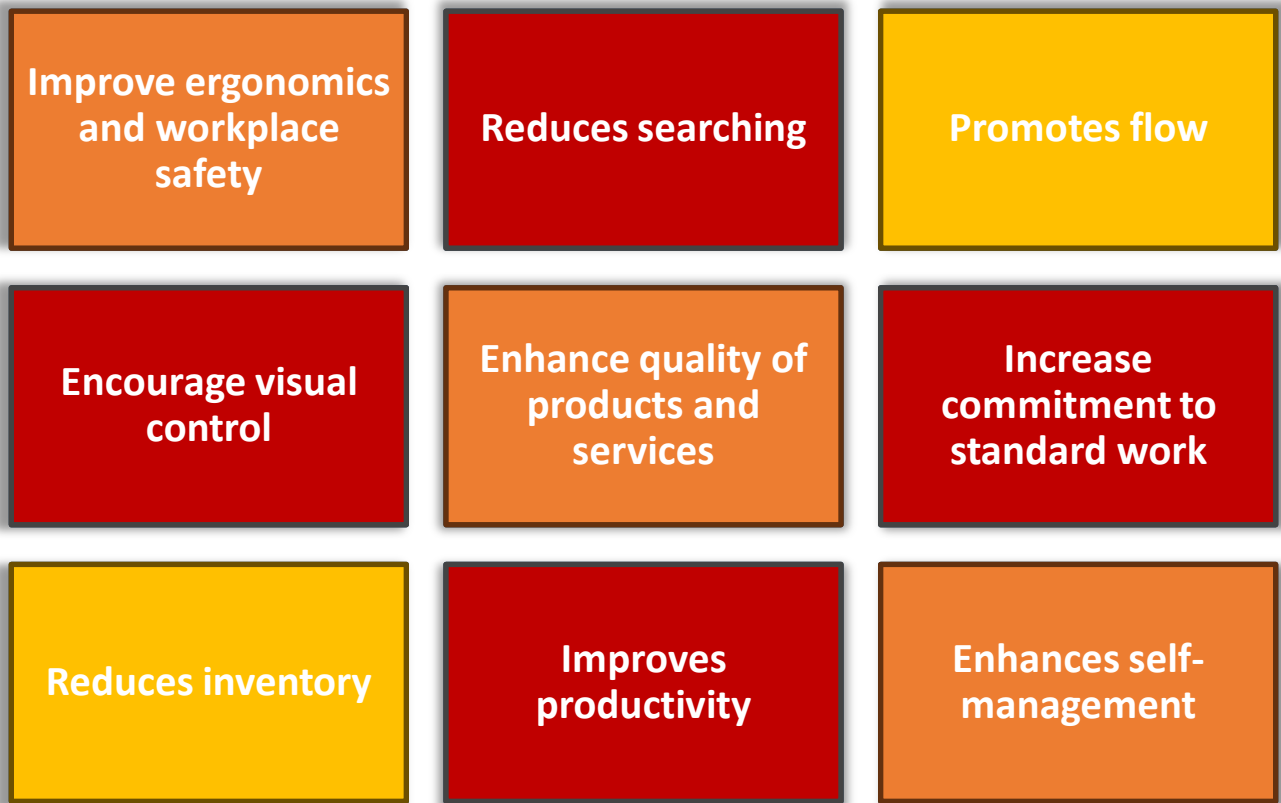 Improve ergonomics
and workplace
safety
Reduces searching
Promotes flow
Encourage visual
control
Enhance quality of
products and
services
Increase
commitment to
standard work
Reduces inventory
Improves
productivity
Enhances self-
management